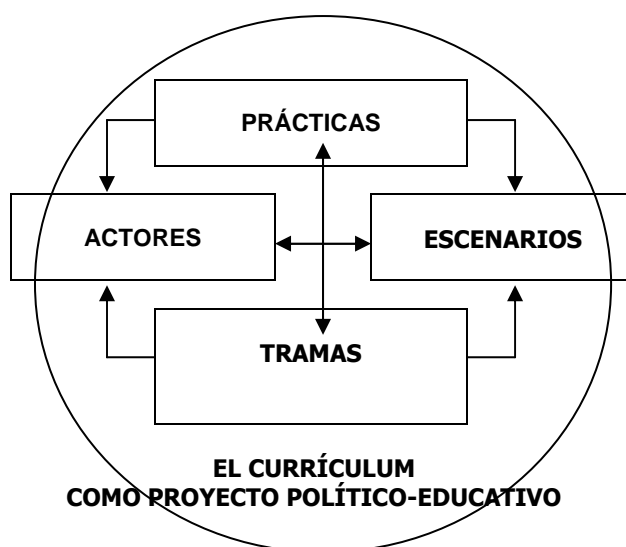 PRÁCTICAS
ACTORES
ESCENARIOS
TRAMAS
EL CURRÍCULUM
COMO PROYECTO POLÍTICO-EDUCATIVO